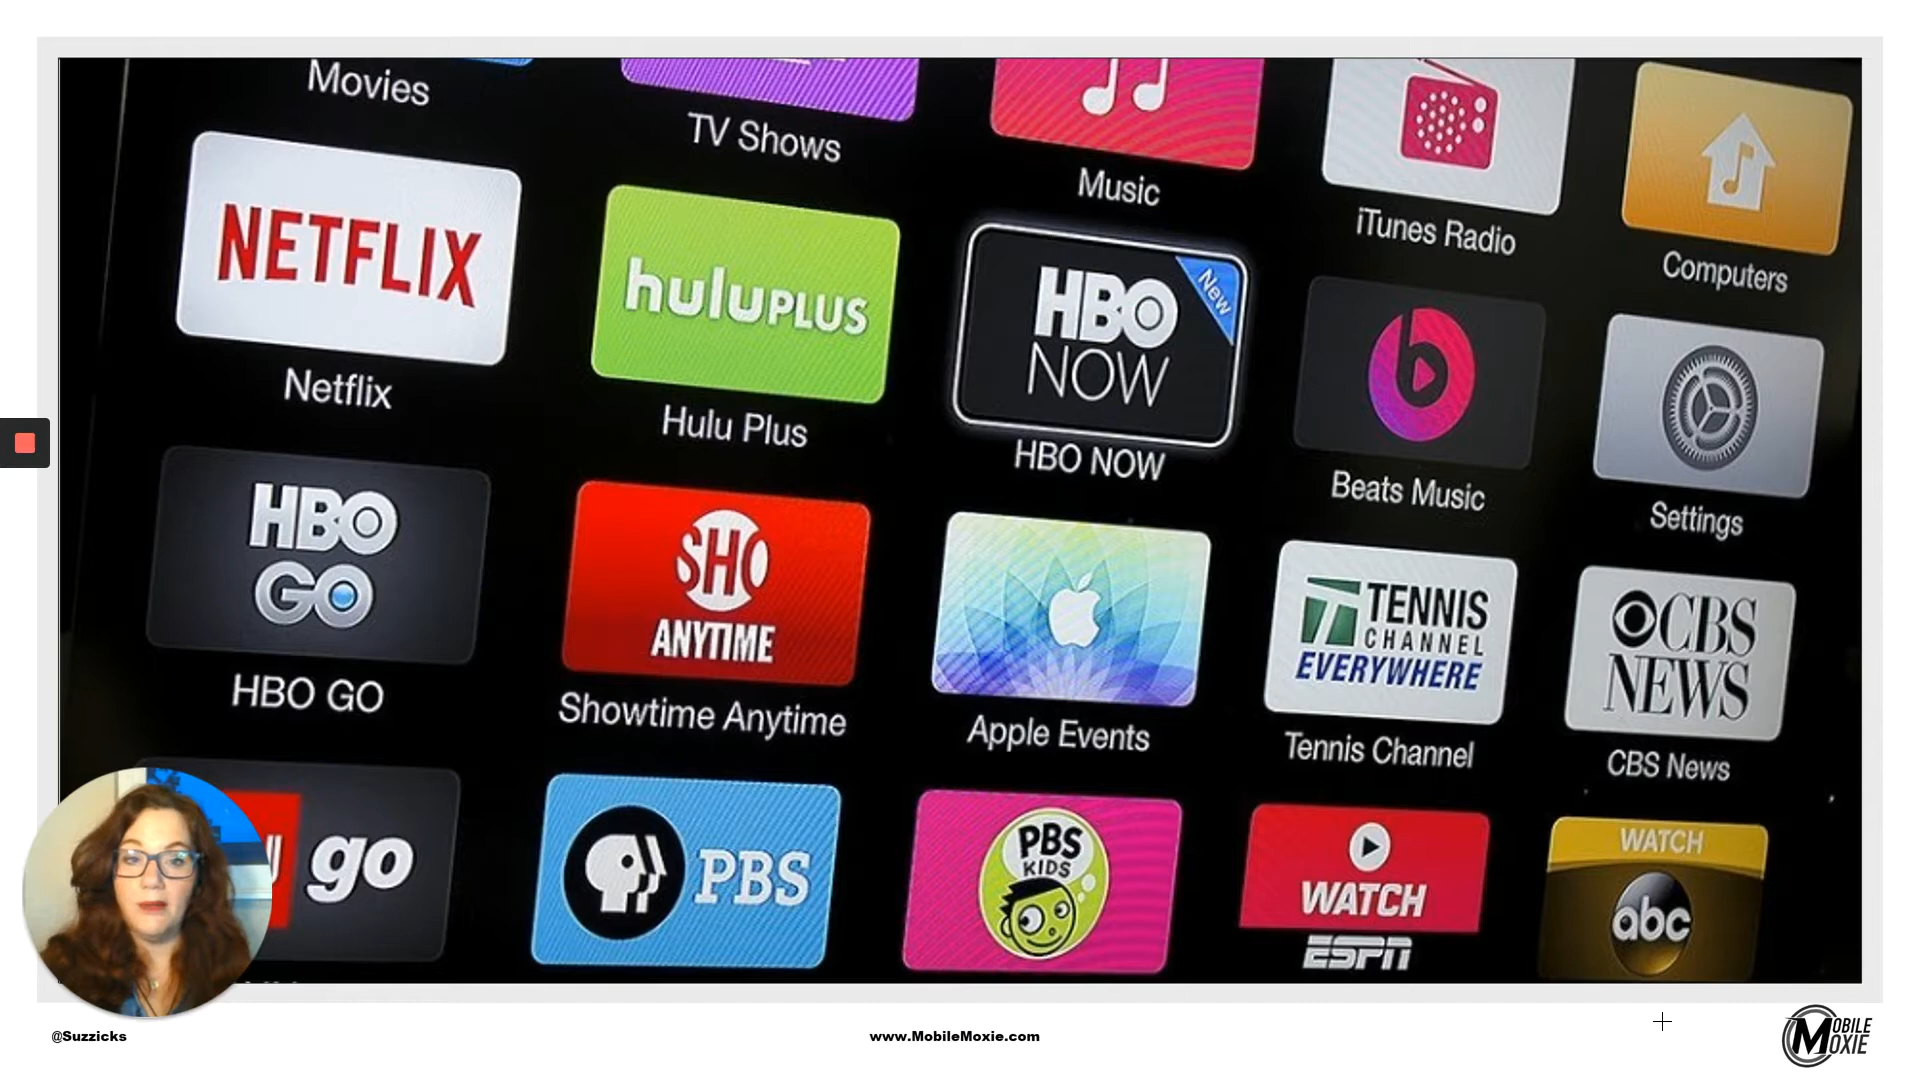 Movies
TV Shows
Music
iTunes Radio
Computers
NETFLIX
huluPLUS
HBO
NOW
New
Netflix
Hulu Plus
HBO NOW
Beats Music
Settings
HBO
GO
SHO
ANYTIME
TENNIS
CHANNEL
EVERYWHERE
CBS
NEWS
HBO GO
Showtime Anytime
Apple Events
Tennis Channel
CBS News
go
PBS
PBS
KIDS
WATCH
ESPN
WATCH
abc
@Suzzicks
www.MobileMoxie.com
MOBILE
MOXIE